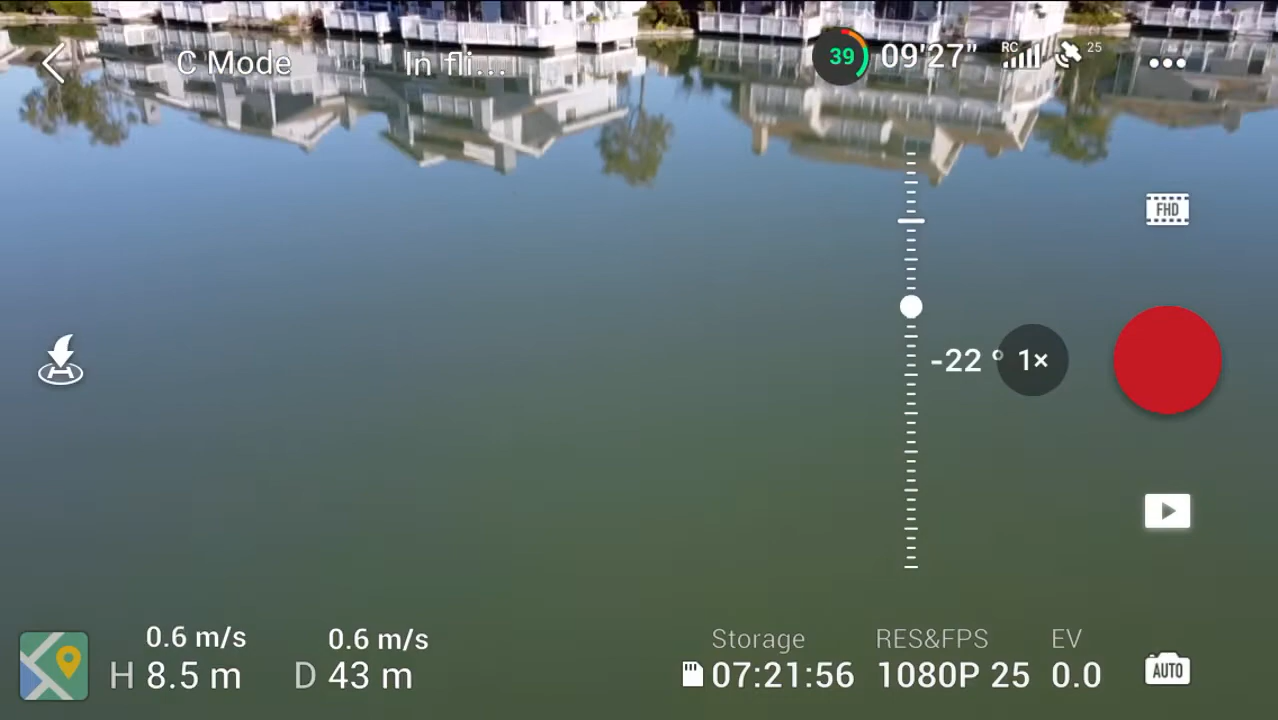 C Mode
In fli...
39
09'27"
RC
25
FHD
-22 °
1×
0.6 m/s
H 8.5 m
0.6 m/s
D 43 m
Storage
07:21:56
RES&FPS
1080P 25
EV
0.0
AUTO